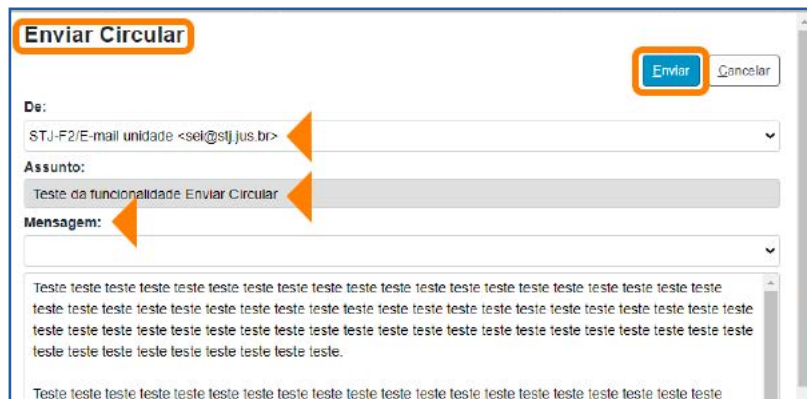 Enviar Circular
Enviar Cancelar
De:
STJ-F2/E-mail unidade <sei@stj.jus.br>
Assunto:
Teste da funcionalidade Enviar Circular
Mensagem:
Teste teste teste teste teste teste teste teste teste teste teste teste teste teste teste teste teste teste teste teste
teste teste teste teste teste teste teste teste teste teste teste teste teste teste teste teste teste teste teste teste teste
teste teste teste teste teste teste teste teste teste teste teste teste teste teste teste teste teste teste teste teste teste
teste teste teste teste teste teste teste teste teste.
Teste teste teste teste teste teste teste teste teste teste teste teste teste teste teste teste teste teste teste teste